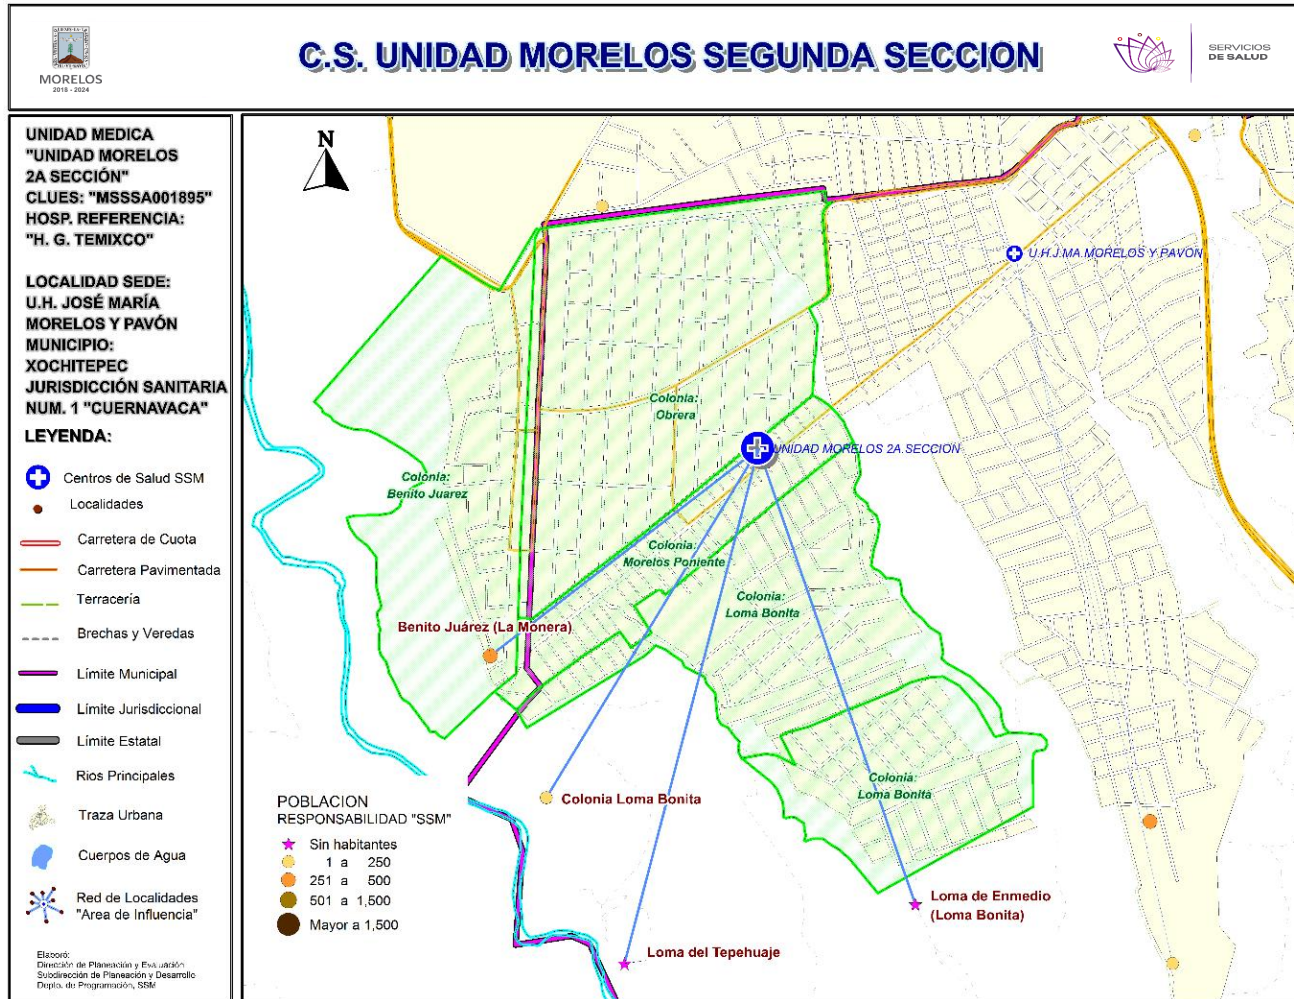 MORELOS
2018 - 2024
C.S. UNIDAD MORELOS SEGUNDA SECCION
SERVICIOS
DE SALUD
UNIDAD MEDICA
"UNIDAD MORELOS
2A SECCIÓN"
CLUES: "MSSSA001895"
HOSP. REFERENCIA:
"H. G. TEMIXCO"
LOCALIDAD SEDE:
U.H. JOSÉ MARÍA
MORELOS Y PAVÓN
MUNICIPIO:
XOCHITEPEC
JURISDICCIÓN SANITARIA
NUM. 1 "CUERNAVACA"
LEYENDA:
Centros de Salud SSM
Localidades
Carretera de Cuota
Carretera Pavimentada
Terracería
Brechas y Veredas
Límite Municipal
Límite Jurisdiccional
Límite Estatal
Rios Principales
Traza Urbana
Cuerpos de Agua
Red de Localidades
"Area de Influencia"
Elaboró:
Dirección de Planeación y Evaluación
Subdirección de Planeación y Desarrollo
Depto. de Programación, SSM
N
U.H.J.MA.MORELOS Y PAVON
Colonia:
Obrera
UNIDAD MORELOS 2A.SECCION
Colonia:
Benito Juarez
Colonia:
Morelos Poniente
Colonia:
Loma Bonita
Benito Juárez (La Monera)
Colonia:
Loma Bonita
Colonia Loma Bonita
Loma de Enmedio
(Loma Bonita)
Loma del Tepehuaje
POBLACION
RESPONSABILIDAD "SSM"
Sin habitantes
1 a 250
251 a 500
501 a 1,500
Mayor a 1,500